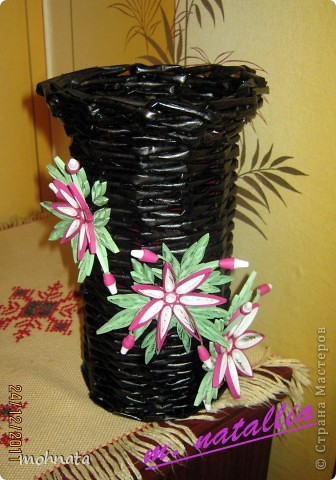 © Страна Мастеров
24/12/2011
m. natallia
mohnata